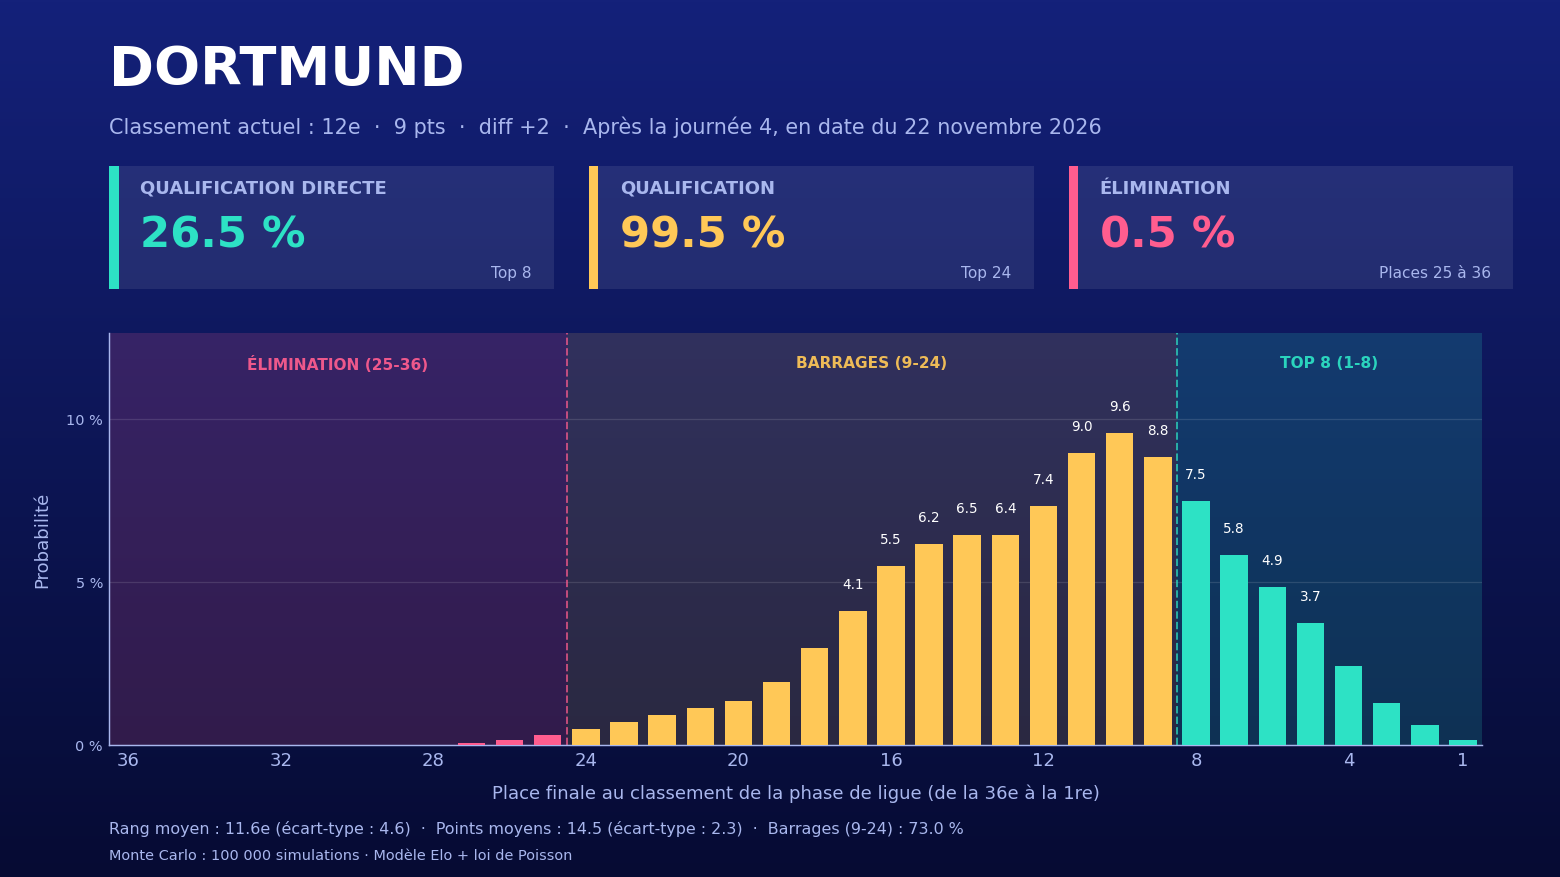 DORTMUND
Classement actuel : 12e · 9 pts · diff +2 · Après la journée 4, en date du 22 novembre 2026
QUALIFICATION DIRECTE
26.5 %
Top 8
QUALIFICATION
99.5 %
Top 24
ÉLIMINATION
0.5 %
Places 25 à 36
ÉLIMINATION (25-36)
BARRAGES (9-24)
TOP 8 (1-8)
Probabilité
10 %
5 %
0 %
4.1
5.5
6.2
6.5
6.4
7.4
9.0
9.6
8.8
7.5
5.8
4.9
3.7
36 32 28 24 20 16 12 8 4 1
Place finale au classement de la phase de ligue (de la 36e à la 1re)
Rang moyen : 11.6e (écart-type : 4.6) · Points moyens : 14.5 (écart-type : 2.3) · Barrages (9-24) : 73.0 %
Monte Carlo : 100 000 simulations · Modèle Elo + loi de Poisson